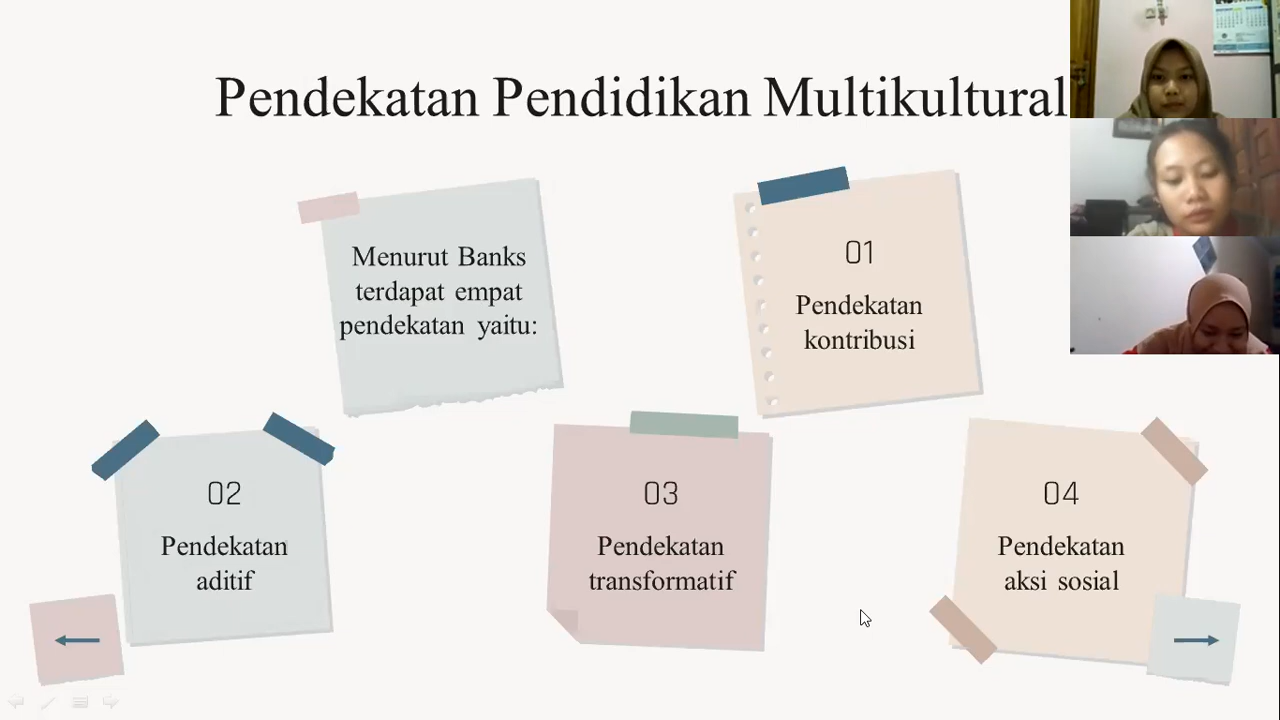 Pendekatan Pendidikan Multikultural
Menurut Banks
terdapat empat
pendekatan yaitu:
01
Pendekatan
kontribusi
02
Pendekatan
aditif
03
Pendekatan
transformatif
04
Pendekatan
aksi sosial